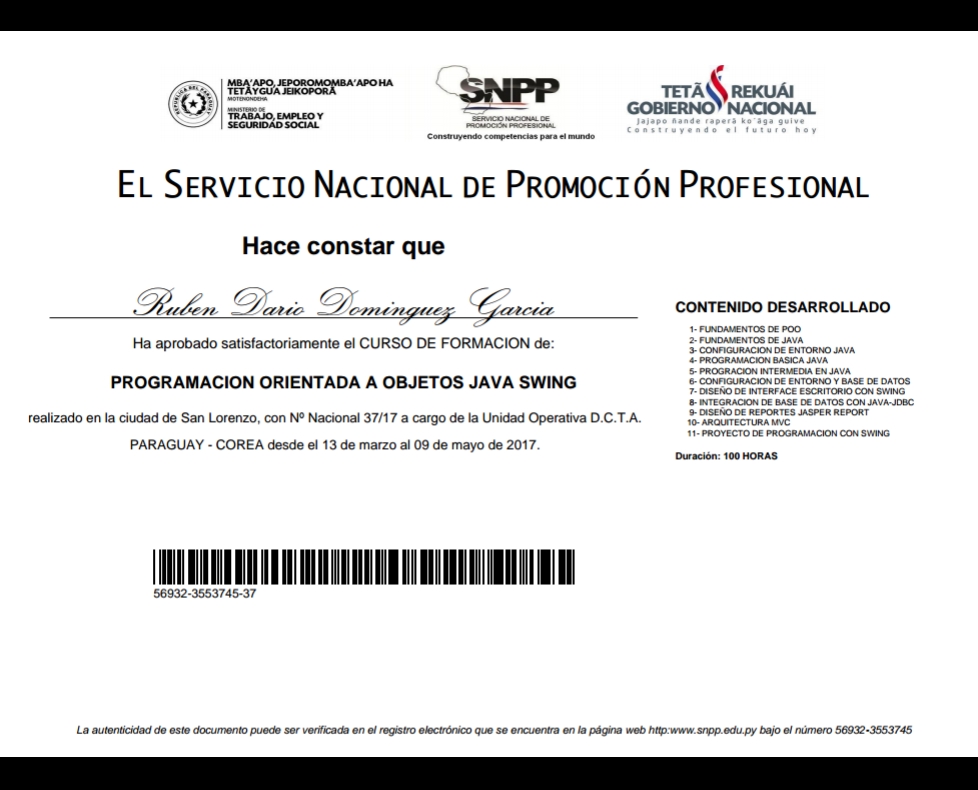 REPUBLICA DEL PARAGUAY
MBA'APO, JEPOROMOMBA'APO HA
TETÃYGUA JEIKOPORÃ
MOTENONDEHA
MINISTERIO DE
TRABAJO, EMPLEO Y
SEGURIDAD SOCIAL
SNPP
SERVICIO NACIONAL DE
PROMOCIÓN PROFESIONAL
Construyendo competencias para el mundo
TETÃ REKUÁI
GOBIERNO NACIONAL
Jajapo ñande raperã ko'ãga guive
Construyendo el futuro hoy
EL SERVICIO NACIONAL DE PROMOCIÓN PROFESIONAL
Hace constar que
Ruben Dario Dominguez Garcia
Ha aprobado satisfactoriamente el CURSO DE FORMACION de:
PROGRAMACION ORIENTADA A OBJETOS JAVA SWING
realizado en la ciudad de San Lorenzo, con Nº Nacional 37/17 a cargo de la Unidad Operativa D.C.T.A.
PARAGUAY - COREA desde el 13 de marzo al 09 de mayo de 2017.
CONTENIDO DESARROLLADO
1- FUNDAMENTOS DE POO
2- FUNDAMENTOS DE JAVA
3- CONFIGURACION DE ENTORNO JAVA
4- PROGRAMACION BASICA JAVA
5- PROGRACION INTERMEDIA EN JAVA
6- CONFIGURACION DE ENTORNO Y BASE DE DATOS
7- DISEÑO DE INTERFACE ESCRITORIO CON SWING
8- INTEGRACION DE BASE DE DATOS CON JAVA-JDBC
9- DISEÑO DE REPORTES JASPER REPORT
10- ARQUITECTURA MVC
11- PROYECTO DE PROGRAMACION CON SWING
Duración: 100 HORAS
56932-3553745-37
La autenticidad de este documento puede ser verificada en el registro electrónico que se encuentra en la página web http:www.snpp.edu.py bajo el número 56932-3553745